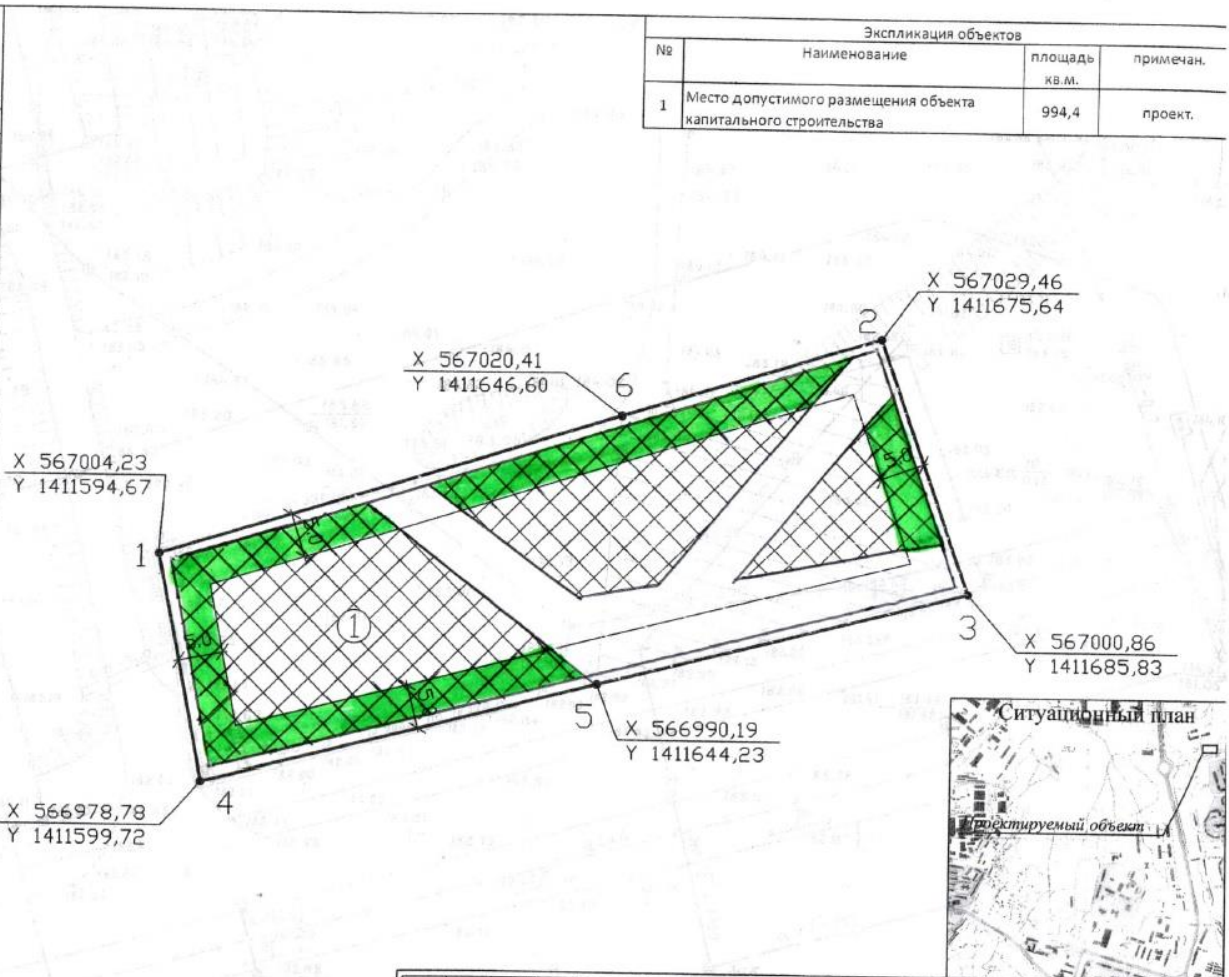 Экспликация объектов
№ Наименование площадь кв.м. примечан.
1 Место допустимого размещения объекта капитального строительства 994,4 проект.
X 567029,46
Y 1411675,64
2
X 567020,41
Y 1411646,60
6
X 567004,23
Y 1411594,67
1
5.0
5.0
1
5.0
3
X 567000,86
Y 1411685,83
5.0
5
X 566990,19
Y 1411644,23
4
X 566978,78
Y 1411599,72
Ситуационный план
Проектируемый объект